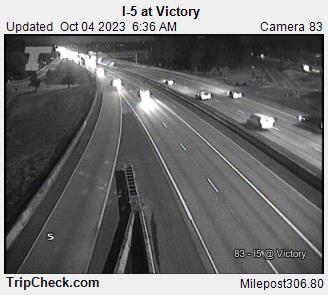 I-5 at Victory
Updated Oct 04 2023 6:36 AM Camera 83
S
83 - I5 @ Victory
TripCheck.com Milepost306.80